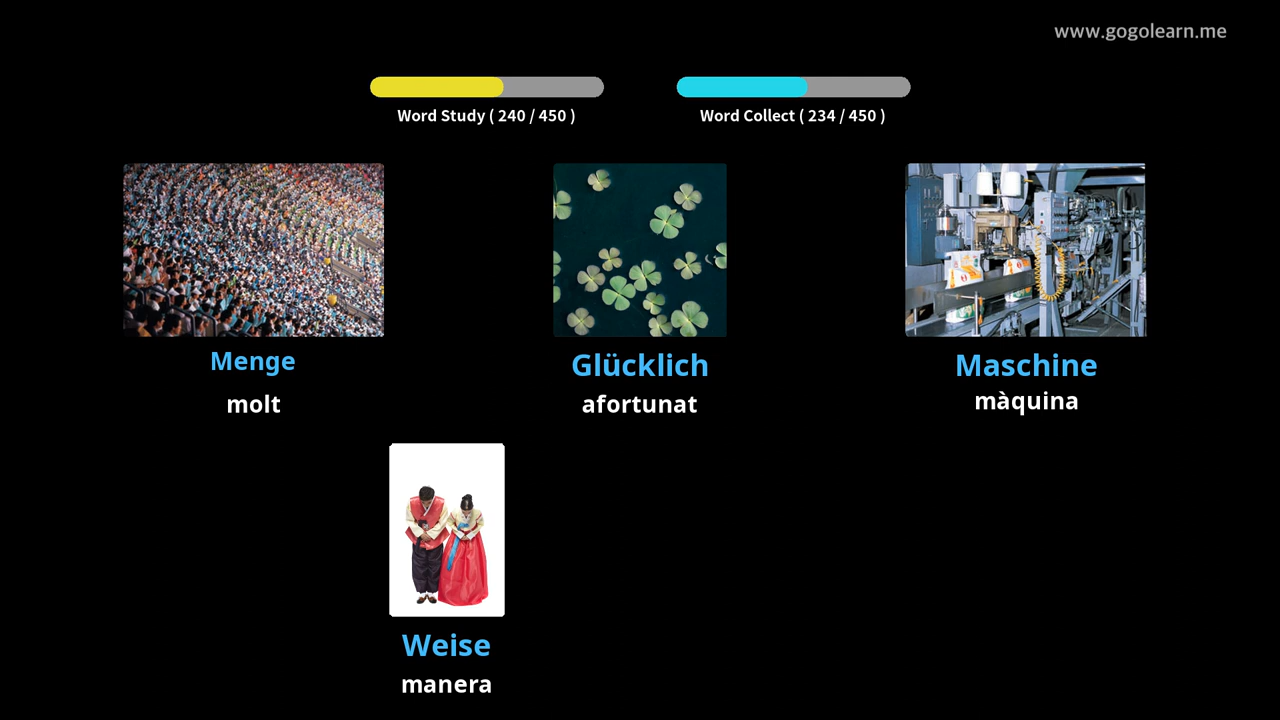 www.gogolearn.me
Word Study ( 240 / 450 )
Word Collect ( 234 / 450 )
Menge
molt
Glücklich
afortunat
Maschine
màquina
Weise
manera